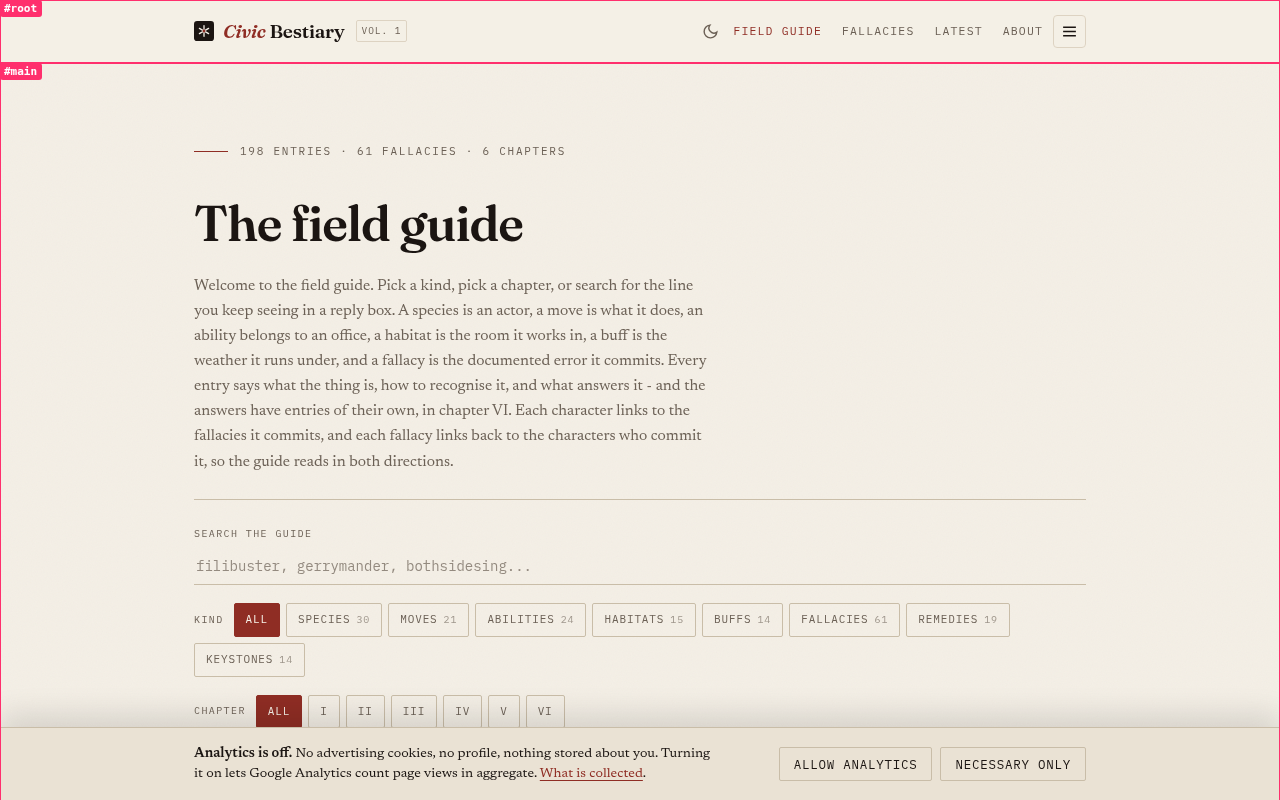 #root
Civic Bestiary VOL. 1
FIELD GUIDE FALLACIES LATEST ABOUT
#main
198 ENTRIES · 61 FALLACIES · 6 CHAPTERS
The field guide
Welcome to the field guide. Pick a kind, pick a chapter, or search for the line
you keep seeing in a reply box. A species is an actor, a move is what it does, an
ability belongs to an office, a habitat is the room it works in, a buff is the
weather it runs under, and a fallacy is the documented error it commits. Every
entry says what the thing is, how to recognise it, and what answers it - and the
answers have entries of their own, in chapter VI. Each character links to the
fallacies it commits, and each fallacy links back to the characters who commit
it, so the guide reads in both directions.
SEARCH THE GUIDE
filibuster, gerrymander, bothsidesing...
KIND ALL SPECIES 30 MOVES 21 ABILITIES 24 HABITATS 15 BUFFS 14 FALLACIES 61 REMEDIES 19
KEYSTONES 14
CHAPTER ALL I II III IV V VI
Analytics is off. No advertising cookies, no profile, nothing stored about you. Turning
it on lets Google Analytics count page views in aggregate. What is collected.
ALLOW ANALYTICS NECESSARY ONLY